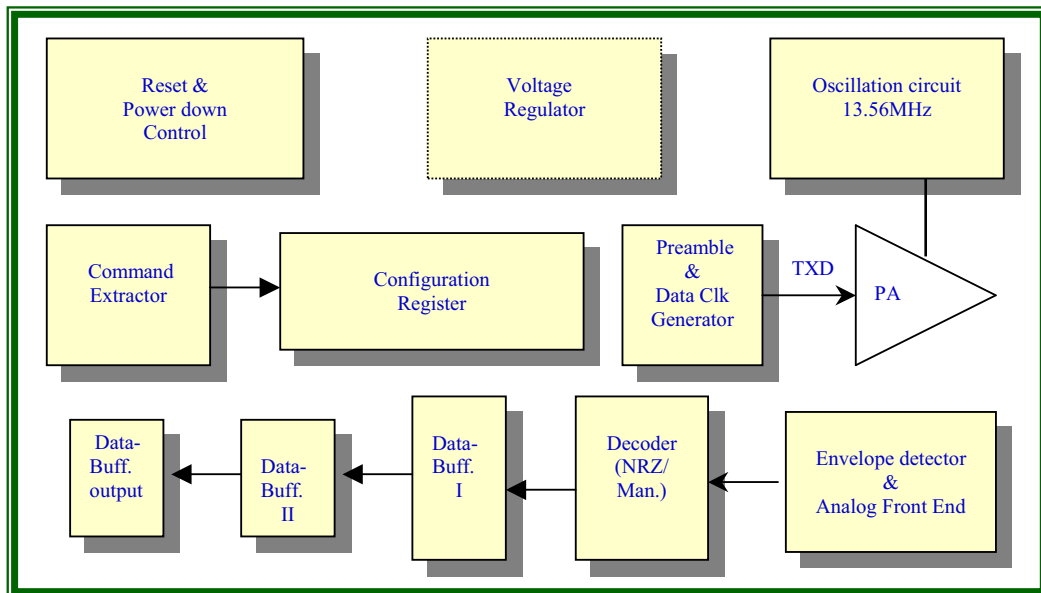 Reset &
Power down
Control
Voltage
Regulator
Oscillation circuit
13.56MHz
Command
Extractor
Configuration
Register
Preamble
&
Data Clk
Generator
TXD
PA
Data-
Buff.
output
Data-
Buff.
II
Data-
Buff.
I
Decoder
(NRZ/
Man.)
Envelope detector
&
Analog Front End